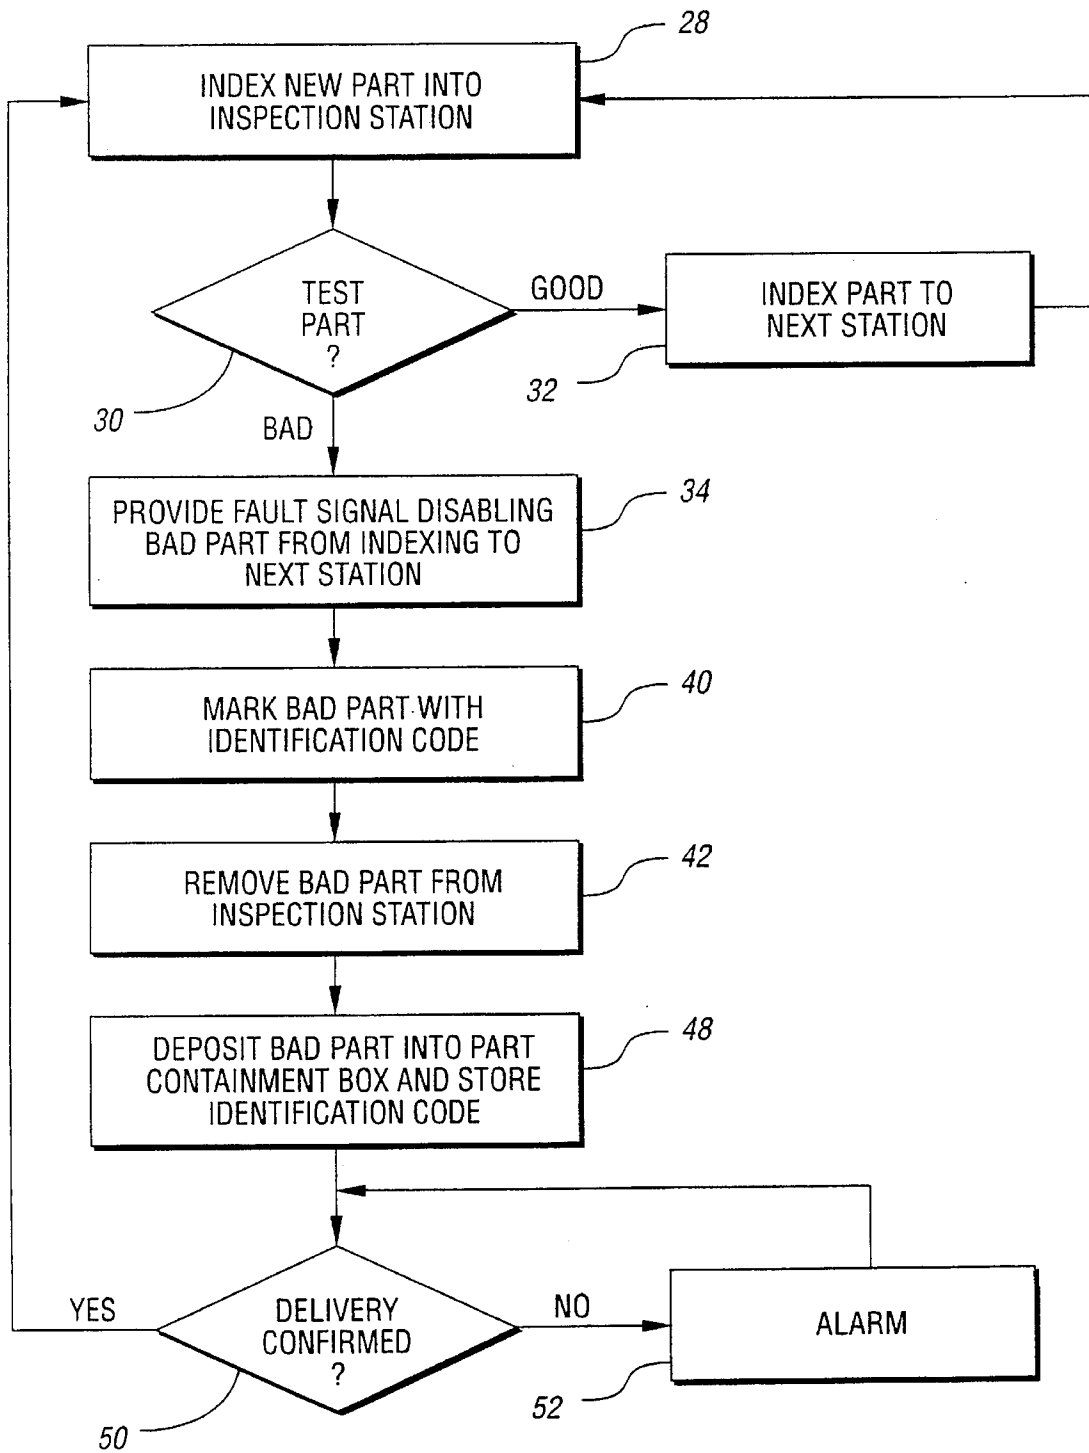 28
INDEX NEW PART INTO
INSPECTION STATION
TEST
PART
?
GOOD
INDEX PART TO
NEXT STATION
30
32
BAD
PROVIDE FAULT SIGNAL DISABLING
BAD PART FROM INDEXING TO
NEXT STATION
34
MARK BAD PART WITH
IDENTIFICATION CODE
40
REMOVE BAD PART FROM
INSPECTION STATION
42
DEPOSIT BAD PART INTO PART
CONTAINMENT BOX AND STORE
IDENTIFICATION CODE
48
YES
DELIVERY
CONFIRMED
?
NO
ALARM
50
52